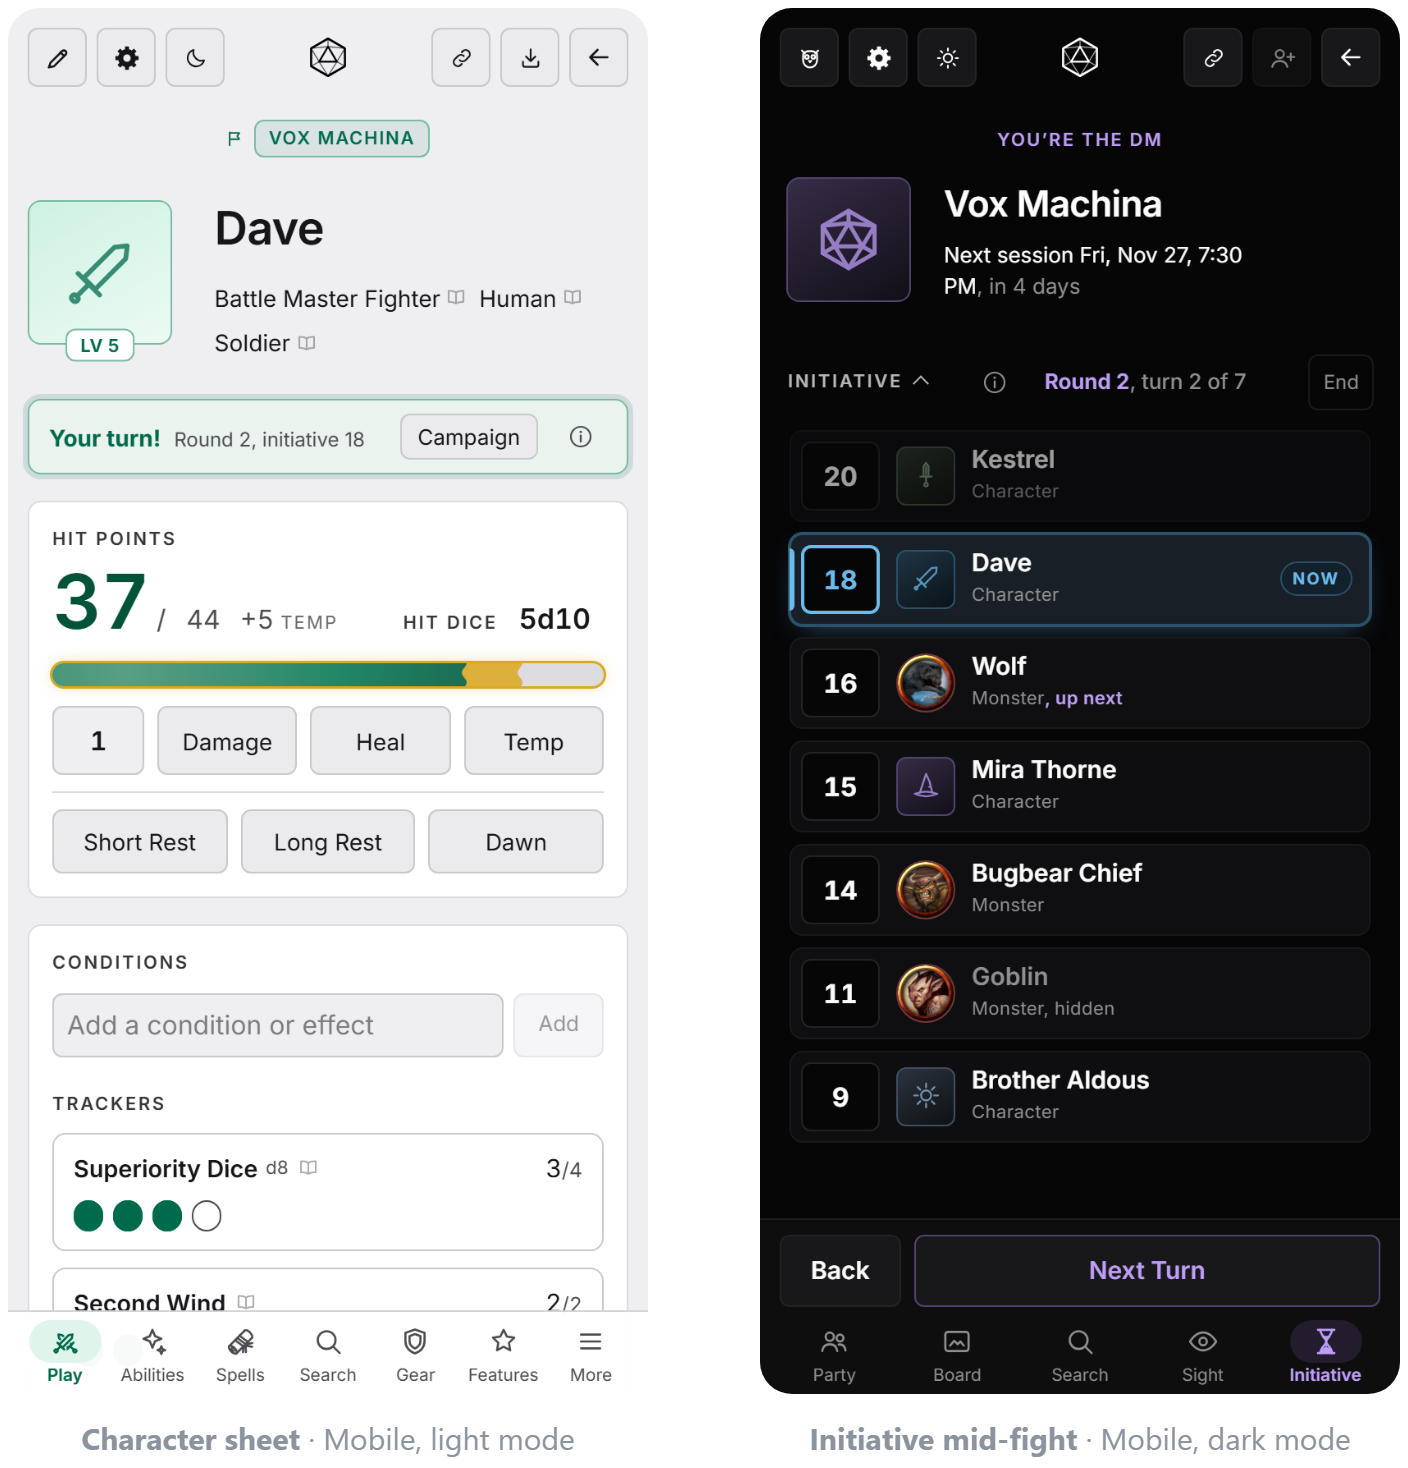 VOX MACHINA
Dave
Battle Master Fighter Human
Soldier
LV 5
Your turn! Round 2, initiative 18 Campaign
HIT POINTS
37 / 44 +5 TEMP HIT DICE 5d10
1 Damage Heal Temp
Short Rest Long Rest Dawn
CONDITIONS
Add a condition or effect Add
TRACKERS
Superiority Dice d8 3/4
Second Wind 2/2
Play Abilities Spells Search Gear Features More
Character sheet · Mobile, light mode
YOU’RE THE DM
Vox Machina
Next session Fri, Nov 27, 7:30
PM, in 4 days
INITIATIVE Round 2, turn 2 of 7 End
20 Kestrel
Character
18 Dave NOW
Character
16 Wolf
Monster, up next
15 Mira Thorne
Character
14 Bugbear Chief
Monster
11 Goblin
Monster, hidden
9 Brother Aldous
Character
Back Next Turn
Party Board Search Sight Initiative
Initiative mid-fight · Mobile, dark mode